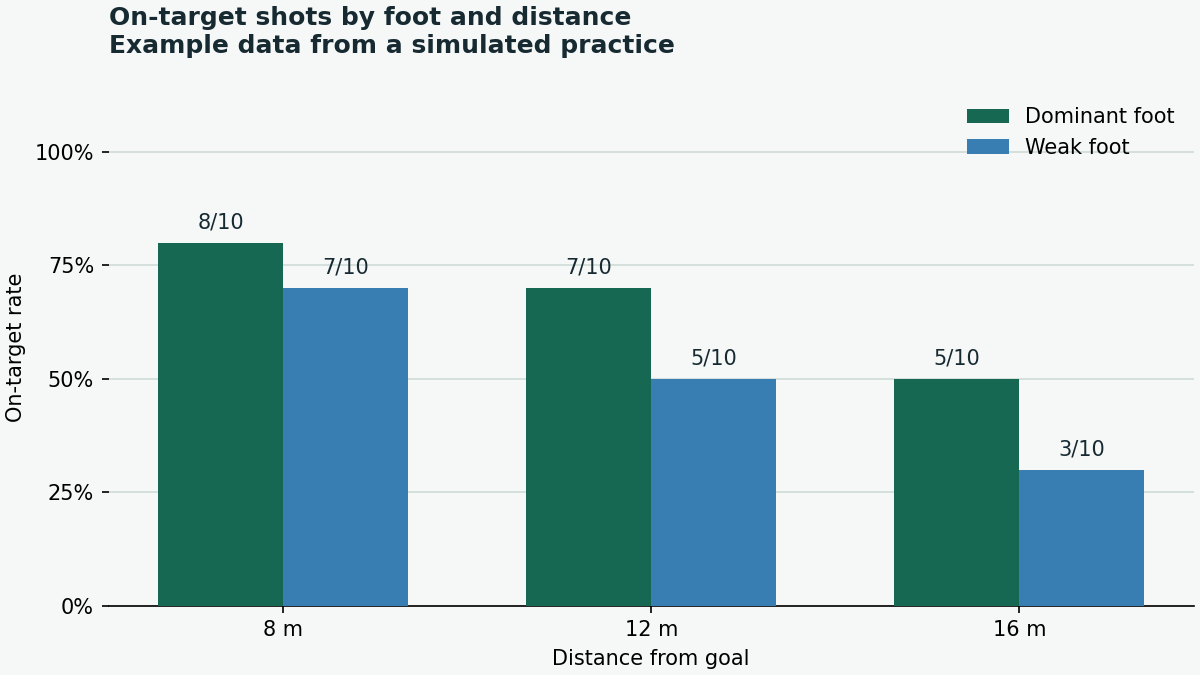 On-target shots by foot and distance
Example data from a simulated practice
Dominant foot
Weak foot
100%
75%
50%
25%
0%
On-target rate
8/10
7/10
7/10
5/10
5/10
3/10
8 m
12 m
16 m
Distance from goal